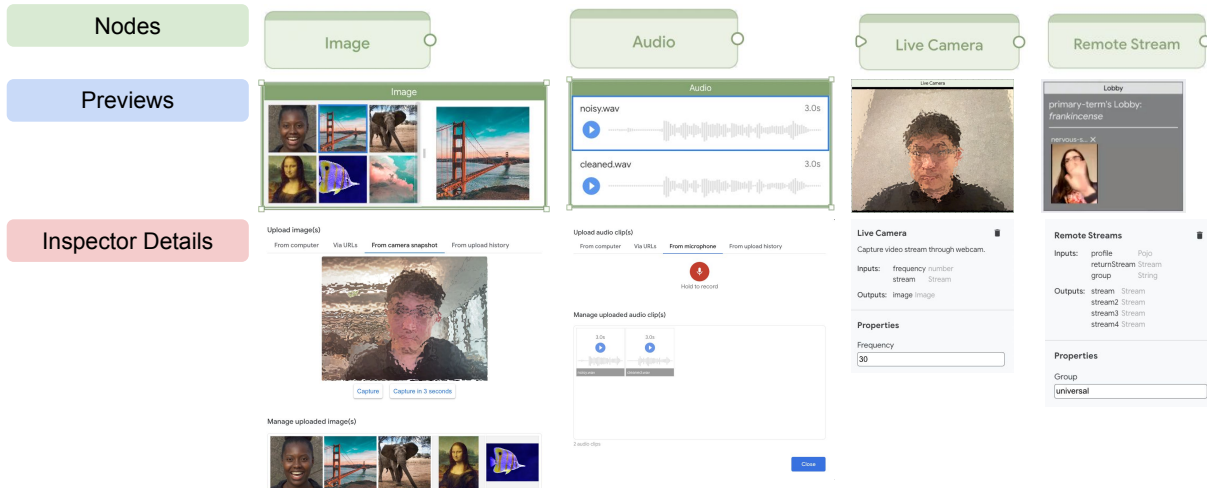 Nodes
Image
Audio
Live Camera
Remote Stream
Previews
Image
Audio
noisy.wav 3.0s
cleaned.wav 3.0s
Live Camera
Lobby
primary-term's Lobby:
frankincense
nervous-s... X
Inspector Details
Upload image(s)
From computer Via URLs From camera snapshot From upload history
Capture Capture in 3 seconds
Manage uploaded image(s)
Upload audio clip(s)
From computer Via URLs From microphone From upload history
Hold to record
Manage uploaded audio clip(s)
3.0s 3.0s
noisy.wav cleaned.wav
2 audio clips
Close
Live Camera
Capture video stream through webcam.
Inputs: frequency number
stream Stream
Outputs: image Image
Properties
Frequency
30
Remote Streams
Inputs: profile Pojo
returnStream Stream
group String
Outputs: stream Stream
stream2 Stream
stream3 Stream
stream4 Stream
Properties
Group
universal